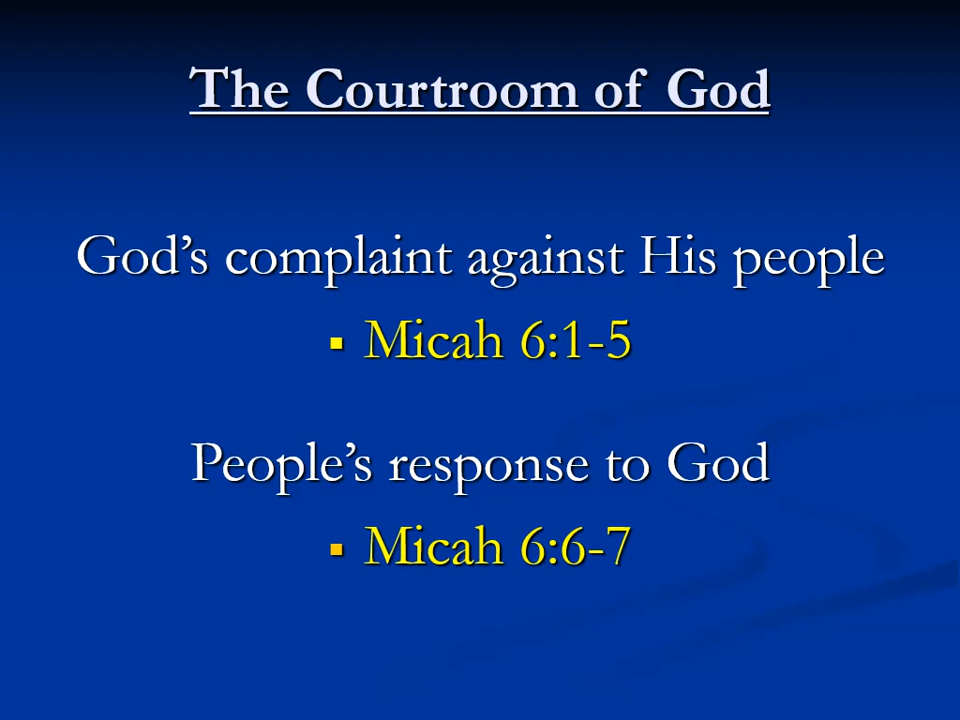 The Courtroom of God
God’s complaint against His people
▪ Micah 6:1-5
People’s response to God
▪ Micah 6:6-7